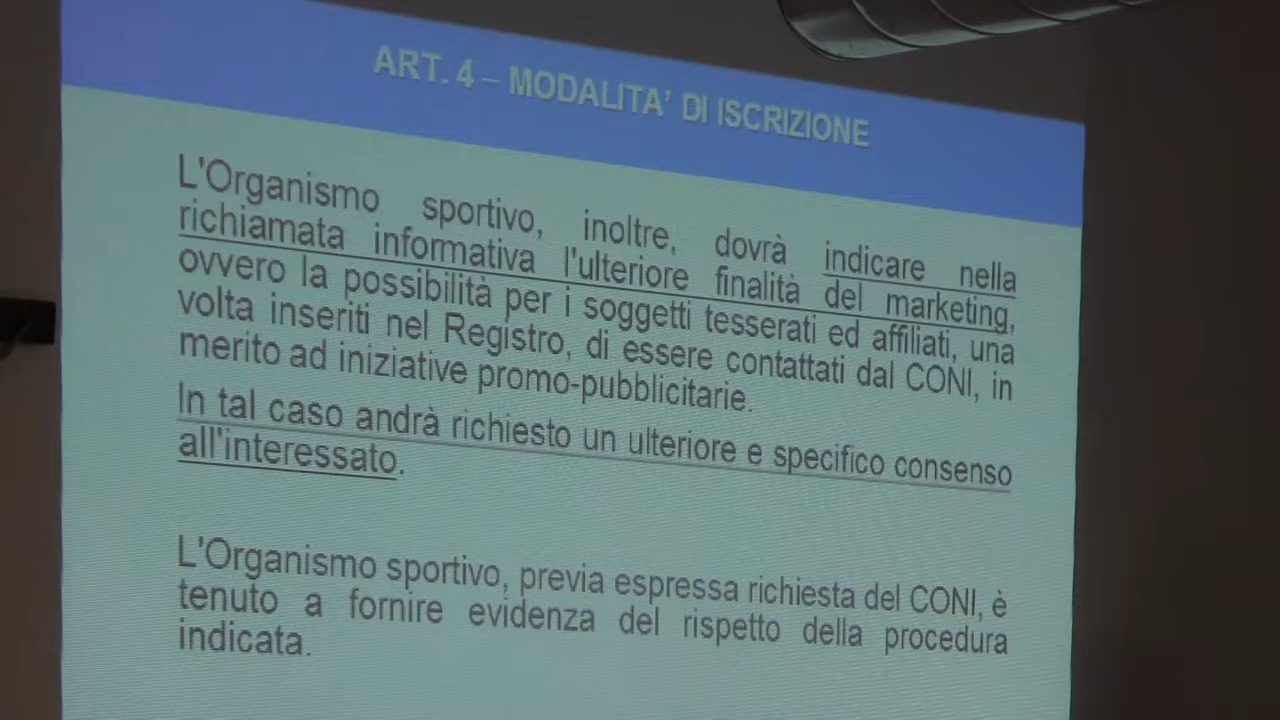 ART. 4 – MODALITA' DI ISCRIZIONE
L'Organismo sportivo, inoltre, dovrà indicare nella
richiamata informativa l'ulteriore finalità del marketing,
ovvero la possibilità per i soggetti tesserati ed affiliati, una
volta inseriti nel Registro, di essere contattati dal CONI, in
merito ad iniziative promo-pubblicitarie.
In tal caso andrà richiesto un ulteriore e specifico consenso
all'interessato.
L'Organismo sportivo, previa espressa richiesta del CONI, è
tenuto a fornire evidenza del rispetto della procedura
indicata.